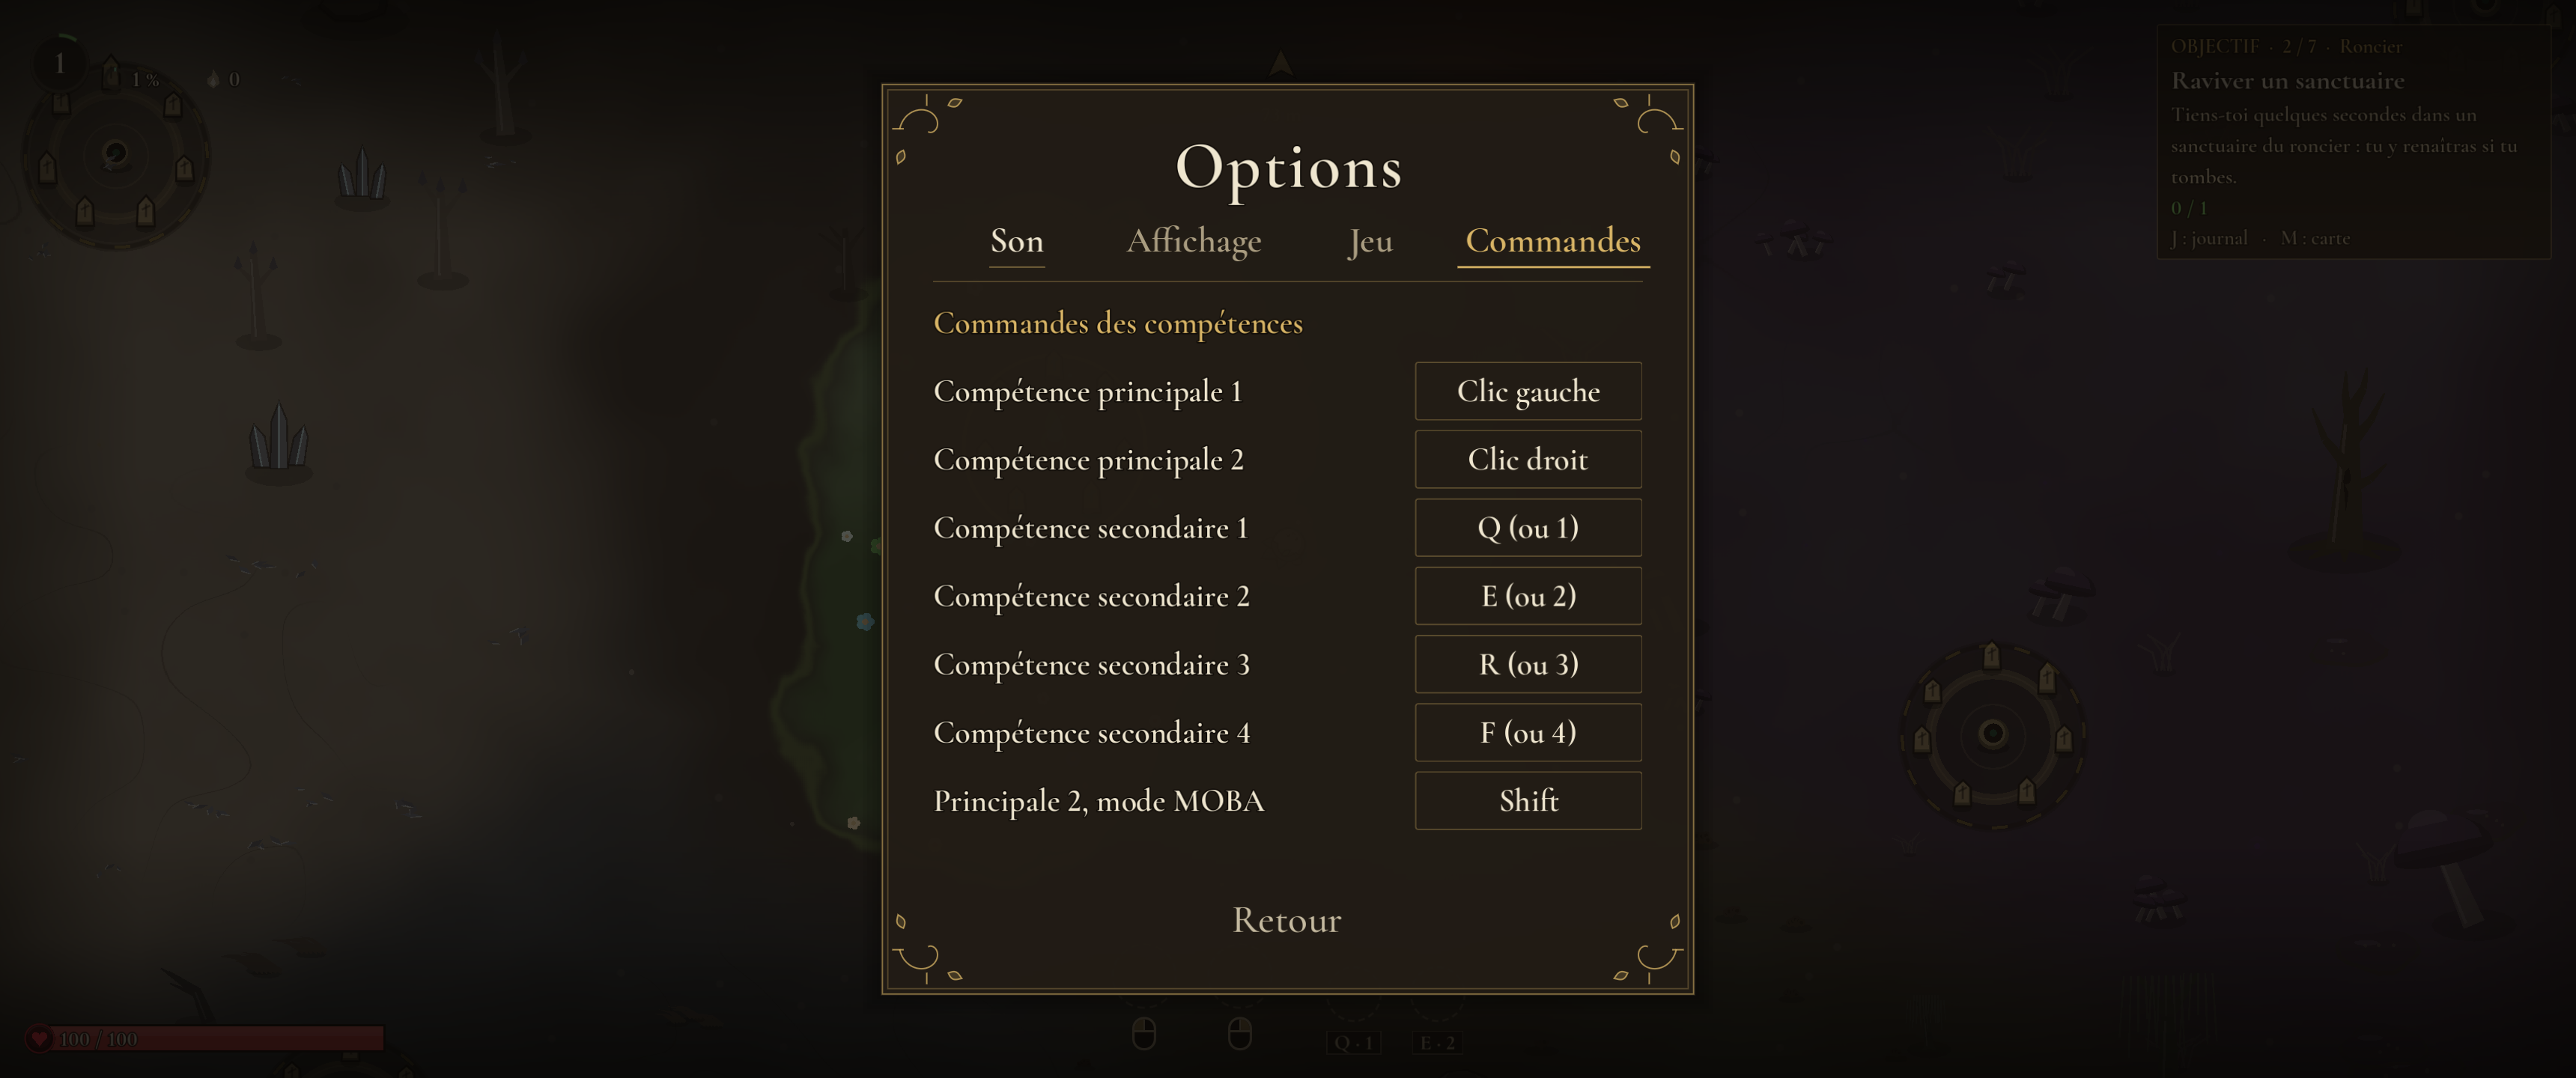 1
1 %
0
OBJECTIF · 2 / 7 · Roncier
Raviver un sanctuaire
Tiens-toi quelques secondes dans un
sanctuaire du roncier : tu y renaitras si tu
tombes.
0 / 1
J : journal · M : carte
Options
Son Affichage Jeu Commandes
Commandes des compétences
Compétence principale 1 Clic gauche
Compétence principale 2 Clic droit
Compétence secondaire 1 Q (ou 1)
Compétence secondaire 2 E (ou 2)
Compétence secondaire 3 R (ou 3)
Compétence secondaire 4 F (ou 4)
Principale 2, mode MOBA Shift
Retour
100 / 100
Q · 1 E · 2